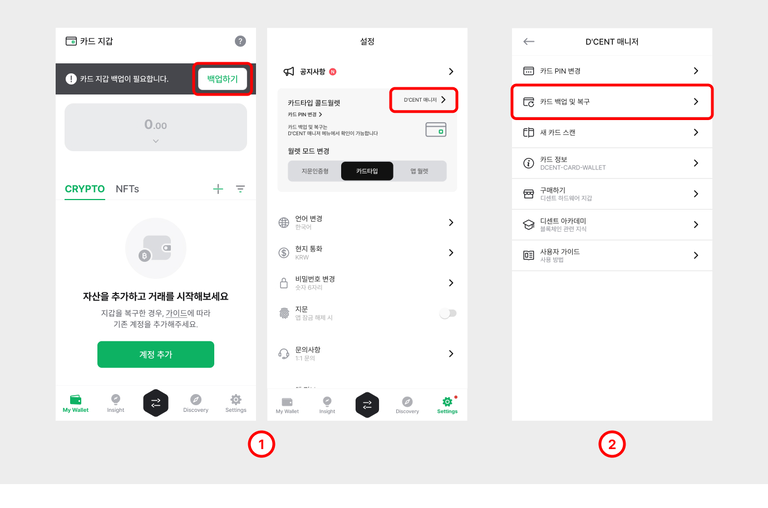 카드 지갑
?
카드 지갑 백업이 필요합니다.
백업하기
0.00
CRYPTO
NFTs
자산을 추가하고 거래를 시작해보세요
지갑을 복구한 경우, 가이드에 따라
기존 계정을 추가해주세요.
계정 추가
My Wallet
Insight
Discovery
Settings
설정
공지사항 N
카드타입 콜드월렛
D'CENT 매니저
카드 PIN 변경
카드 백업 및 복구는
D'CENT 매니저 메뉴에서 확인이 가능합니다
월렛 모드 변경
지문인증형
카드타입
앱 월렛
언어 변경
한국어
현지 통화
KRW
비밀번호 변경
숫자 6자리
지문
앱 잠금 해제 시
문의사항
1:1 문의
My Wallet
Insight
Discovery
Settings
1
D'CENT 매니저
카드 PIN 변경
카드 백업 및 복구
새 카드 스캔
카드 정보
DCENT-CARD-WALLET
구매하기
디센트 하드웨어 지갑
디센트 아카데미
블록체인 관련 지식
사용자 가이드
사용 방법
2